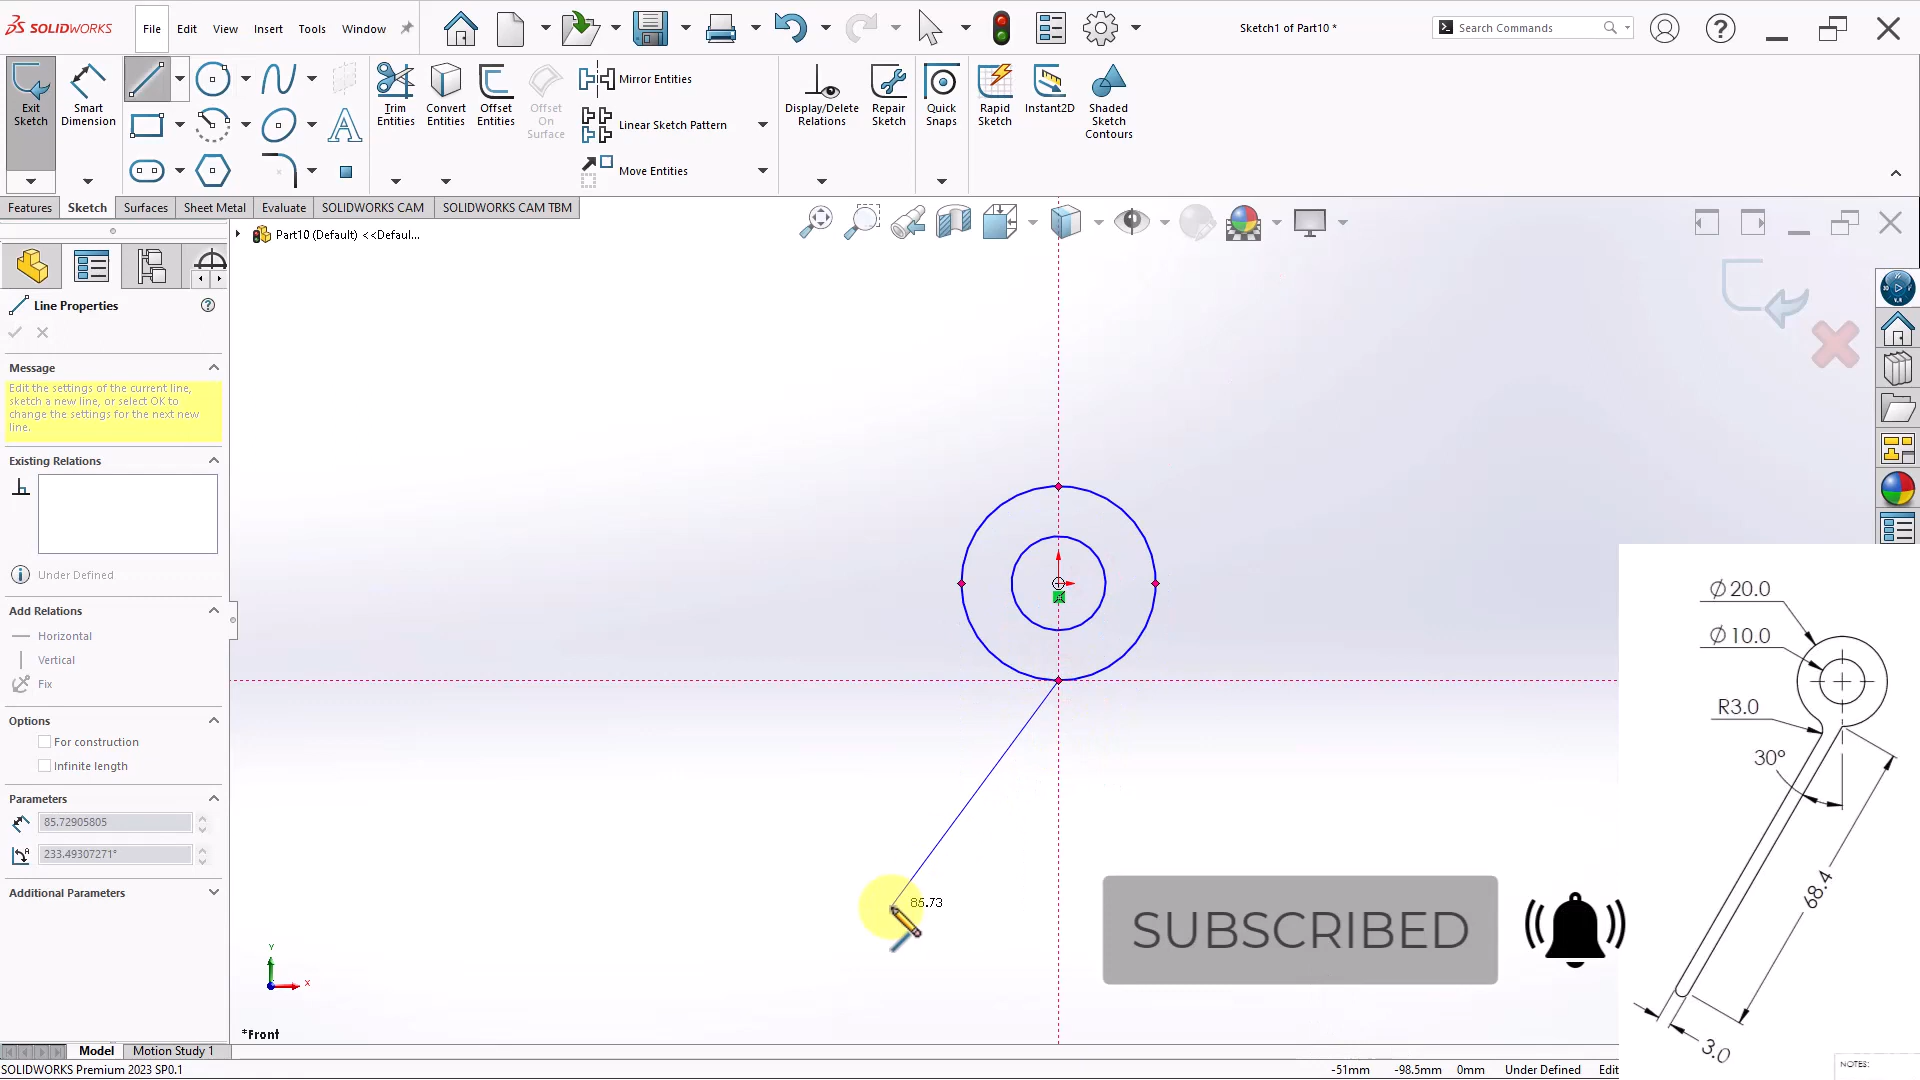 SOLIDWORKS
File
Edit
View
Insert
Tools
Window
Sketch1 of Part10 *
Search Commands
Exit
Sketch
Smart
Dimension
Trim
Entities
Convert
Entities
Offset
Entities
Offset
On
Surface
Mirror Entities
Linear Sketch Pattern
Move Entities
Display/Delete
Relations
Repair
Sketch
Quick
Snaps
Rapid
Sketch
Instant2D
Shaded
Sketch
Contours
Features
Sketch
Surfaces
Sheet Metal
Evaluate
SOLIDWORKS CAM
SOLIDWORKS CAM TBM
Part10 (Default) <<Defaul...
Line Properties
Message
Edit the settings of the current line,
sketch a new line, or select OK to
change the settings for the next new
line.
Existing Relations
Under Defined
Add Relations
Horizontal
Vertical
Fix
Options
For construction
Infinite length
Parameters
85.72905805
233.49307271°
Additional Parameters
85.73
SUBSCRIBED
Ø20.0
Ø10.0
R3.0
30°
68.4
3.0
NOTES:
Y
X
*Front
Model
Motion Study 1
SOLIDWORKS Premium 2023 SP0.1
-51mm
-98.5mm
0mm
Under Defined
Edit